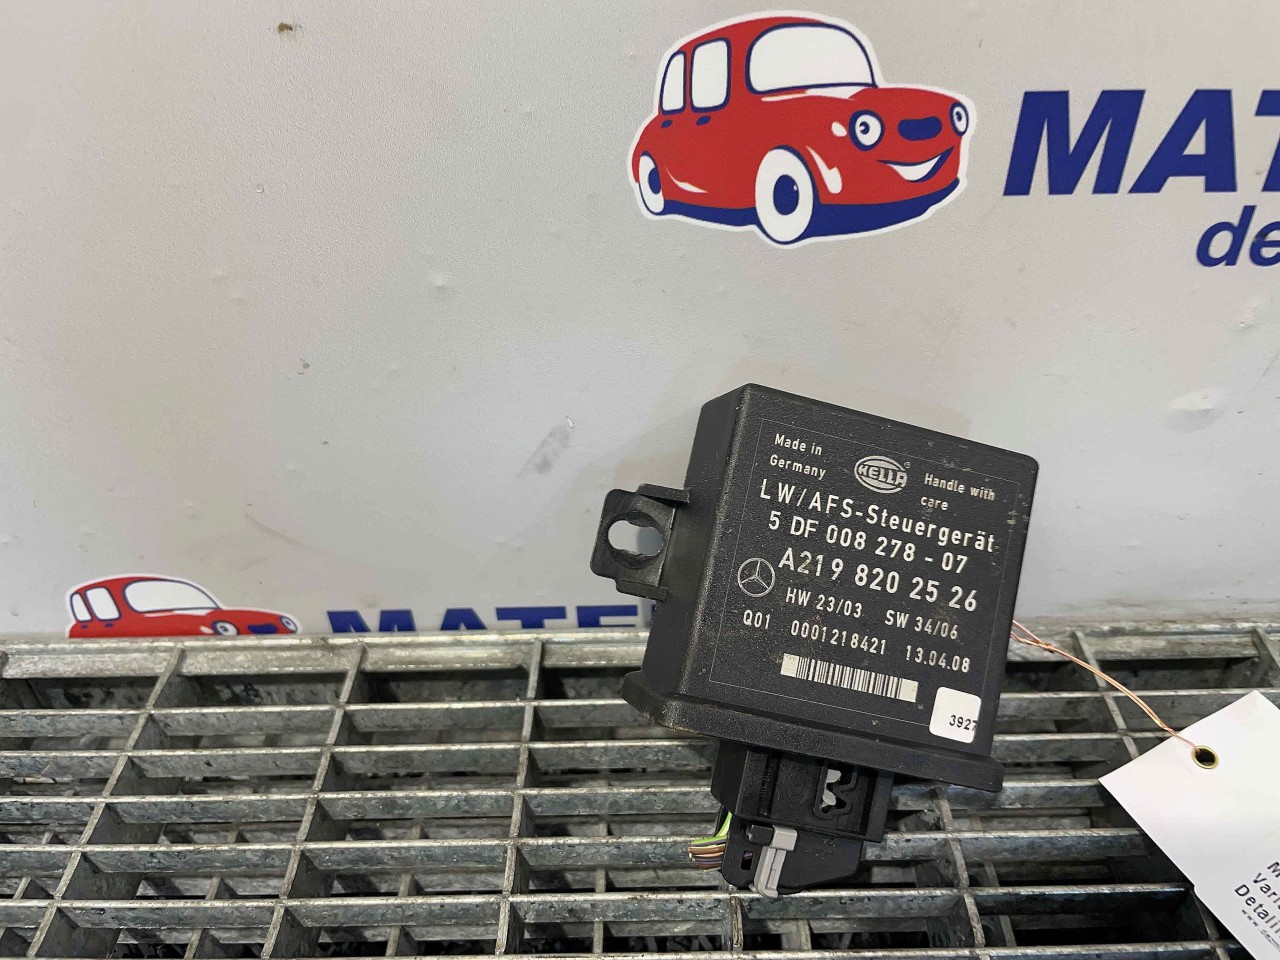 MAT
de
MATE
Made in
Germany
HELLA
Handle with
care
LW/AFS-Steuergerät
5 DF 008 278 - 07
A219 820 25 26
HW 23/03 SW 34/06
Q01 0001218421 13.04.08
3927
M
Detalii